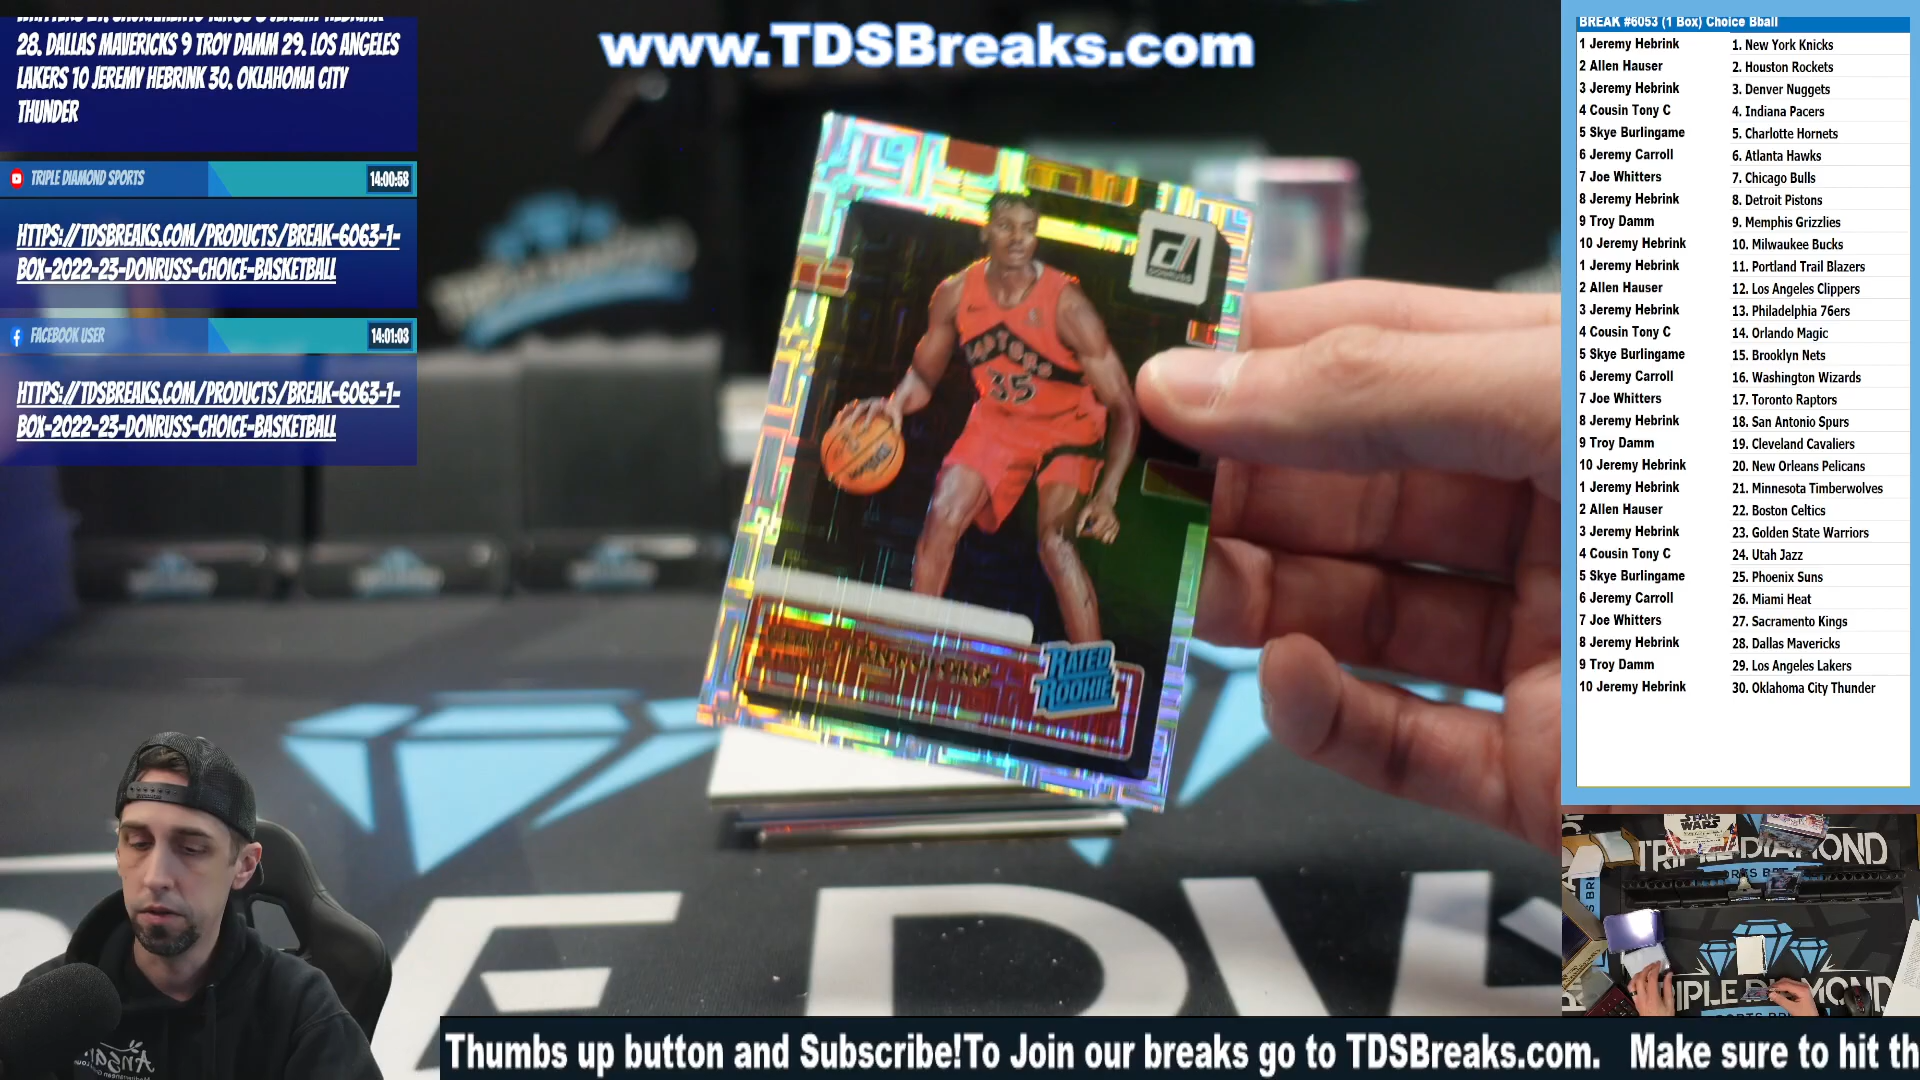 28. DALLAS MAVERICKS 9 TROY DAMM 29. LOS ANGELES
LAKERS 10 JEREMY HEBRINK 30. OKLAHOMA CITY
THUNDER
TRIPLE DIAMOND SPORTS
14:00:58
HTTPS://TDSBREAKS.COM/PRODUCTS/BREAK-6063-1-
BOX-2022-23-DONRUSS-CHOICE-BASKETBALL
FACEBOOK USER
14:01:03
HTTPS://TDSBREAKS.COM/PRODUCTS/BREAK-6063-1-
BOX-2022-23-DONRUSS-CHOICE-BASKETBALL
www.TDSBreaks.com
DONRUSS
RAPTORS
35
RATED
ROOKIE
BREAK #6053 (1 Box) Choice Bball
1 Jeremy Hebrink 1. New York Knicks
2 Allen Hauser 2. Houston Rockets
3 Jeremy Hebrink 3. Denver Nuggets
4 Cousin Tony C 4. Indiana Pacers
5 Skye Burlingame 5. Charlotte Hornets
6 Jeremy Carroll 6. Atlanta Hawks
7 Joe Whitters 7. Chicago Bulls
8 Jeremy Hebrink 8. Detroit Pistons
9 Troy Damm 9. Memphis Grizzlies
10 Jeremy Hebrink 10. Milwaukee Bucks
1 Jeremy Hebrink 11. Portland Trail Blazers
2 Allen Hauser 12. Los Angeles Clippers
3 Jeremy Hebrink 13. Philadelphia 76ers
4 Cousin Tony C 14. Orlando Magic
5 Skye Burlingame 15. Brooklyn Nets
6 Jeremy Carroll 16. Washington Wizards
7 Joe Whitters 17. Toronto Raptors
8 Jeremy Hebrink 18. San Antonio Spurs
9 Troy Damm 19. Cleveland Cavaliers
10 Jeremy Hebrink 20. New Orleans Pelicans
1 Jeremy Hebrink 21. Minnesota Timberwolves
2 Allen Hauser 22. Boston Celtics
3 Jeremy Hebrink 23. Golden State Warriors
4 Cousin Tony C 24. Utah Jazz
5 Skye Burlingame 25. Phoenix Suns
6 Jeremy Carroll 26. Miami Heat
7 Joe Whitters 27. Sacramento Kings
8 Jeremy Hebrink 28. Dallas Mavericks
9 Troy Damm 29. Los Angeles Lakers
10 Jeremy Hebrink 30. Oklahoma City Thunder
STAR
WARS
TRIPLE DIAMOND
Thumbs up button and Subscribe!To Join our breaks go to TDSBreaks.com. Make sure to hit th